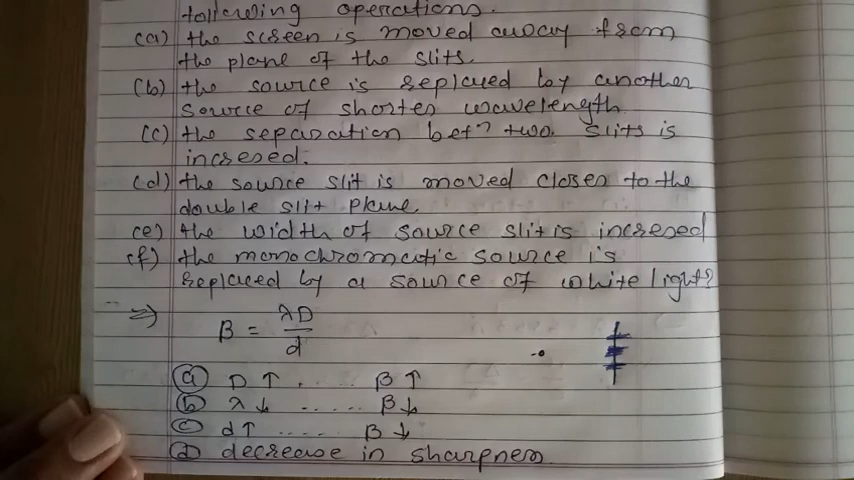 following operations.
(a) the screen is moved away from
the plane of the slits.
(b) the source is replaced by another
source of shorter wavelength.
(c) the separation betn two slits is
incresed.
(d) the source slit is moved closer to the
double slit plane.
(e) the width of source slit is incresed
(f) the monochromatic source is
replaced by a source of white light?
=> β = λD/d
(a) D ↑ . ..... β ↑
(b) λ ↓ ...... β ↓
(c) d ↑ ..... β ↓
(d) decrease in sharpness